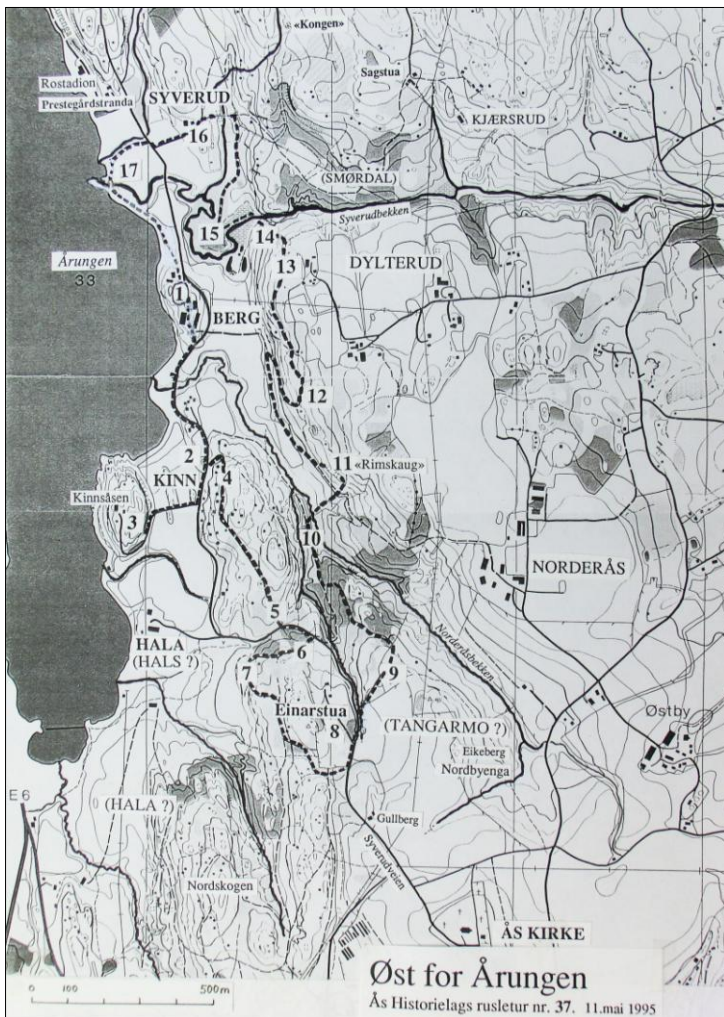 «Kongen»
Rostadion
Prestegårdstranda
SYVERUD
Sagstua
KJÆRSRUD
16
17
(SMØRDAL)
Syverudbekken
15
14
Årungen
33
13
DYLTERUD
1
BERG
12
2
11 «Rimskaug»
KINN
4
Kinnsåsen
3
10
NORDERÅS
5
HALA
(HALS ?)
6
Norderåsbekken
7
9
Einarstua
8
(TANGARMO ?)
Østby
Eikeberg
Nordbyenga
E 6
(HALA ?)
Gullberg
Syverudveien
Nordskogen
ÅS KIRKE
Øst for Årungen
Ås Historielags rusletur nr. 37. 11.mai 1995
0 100 500m